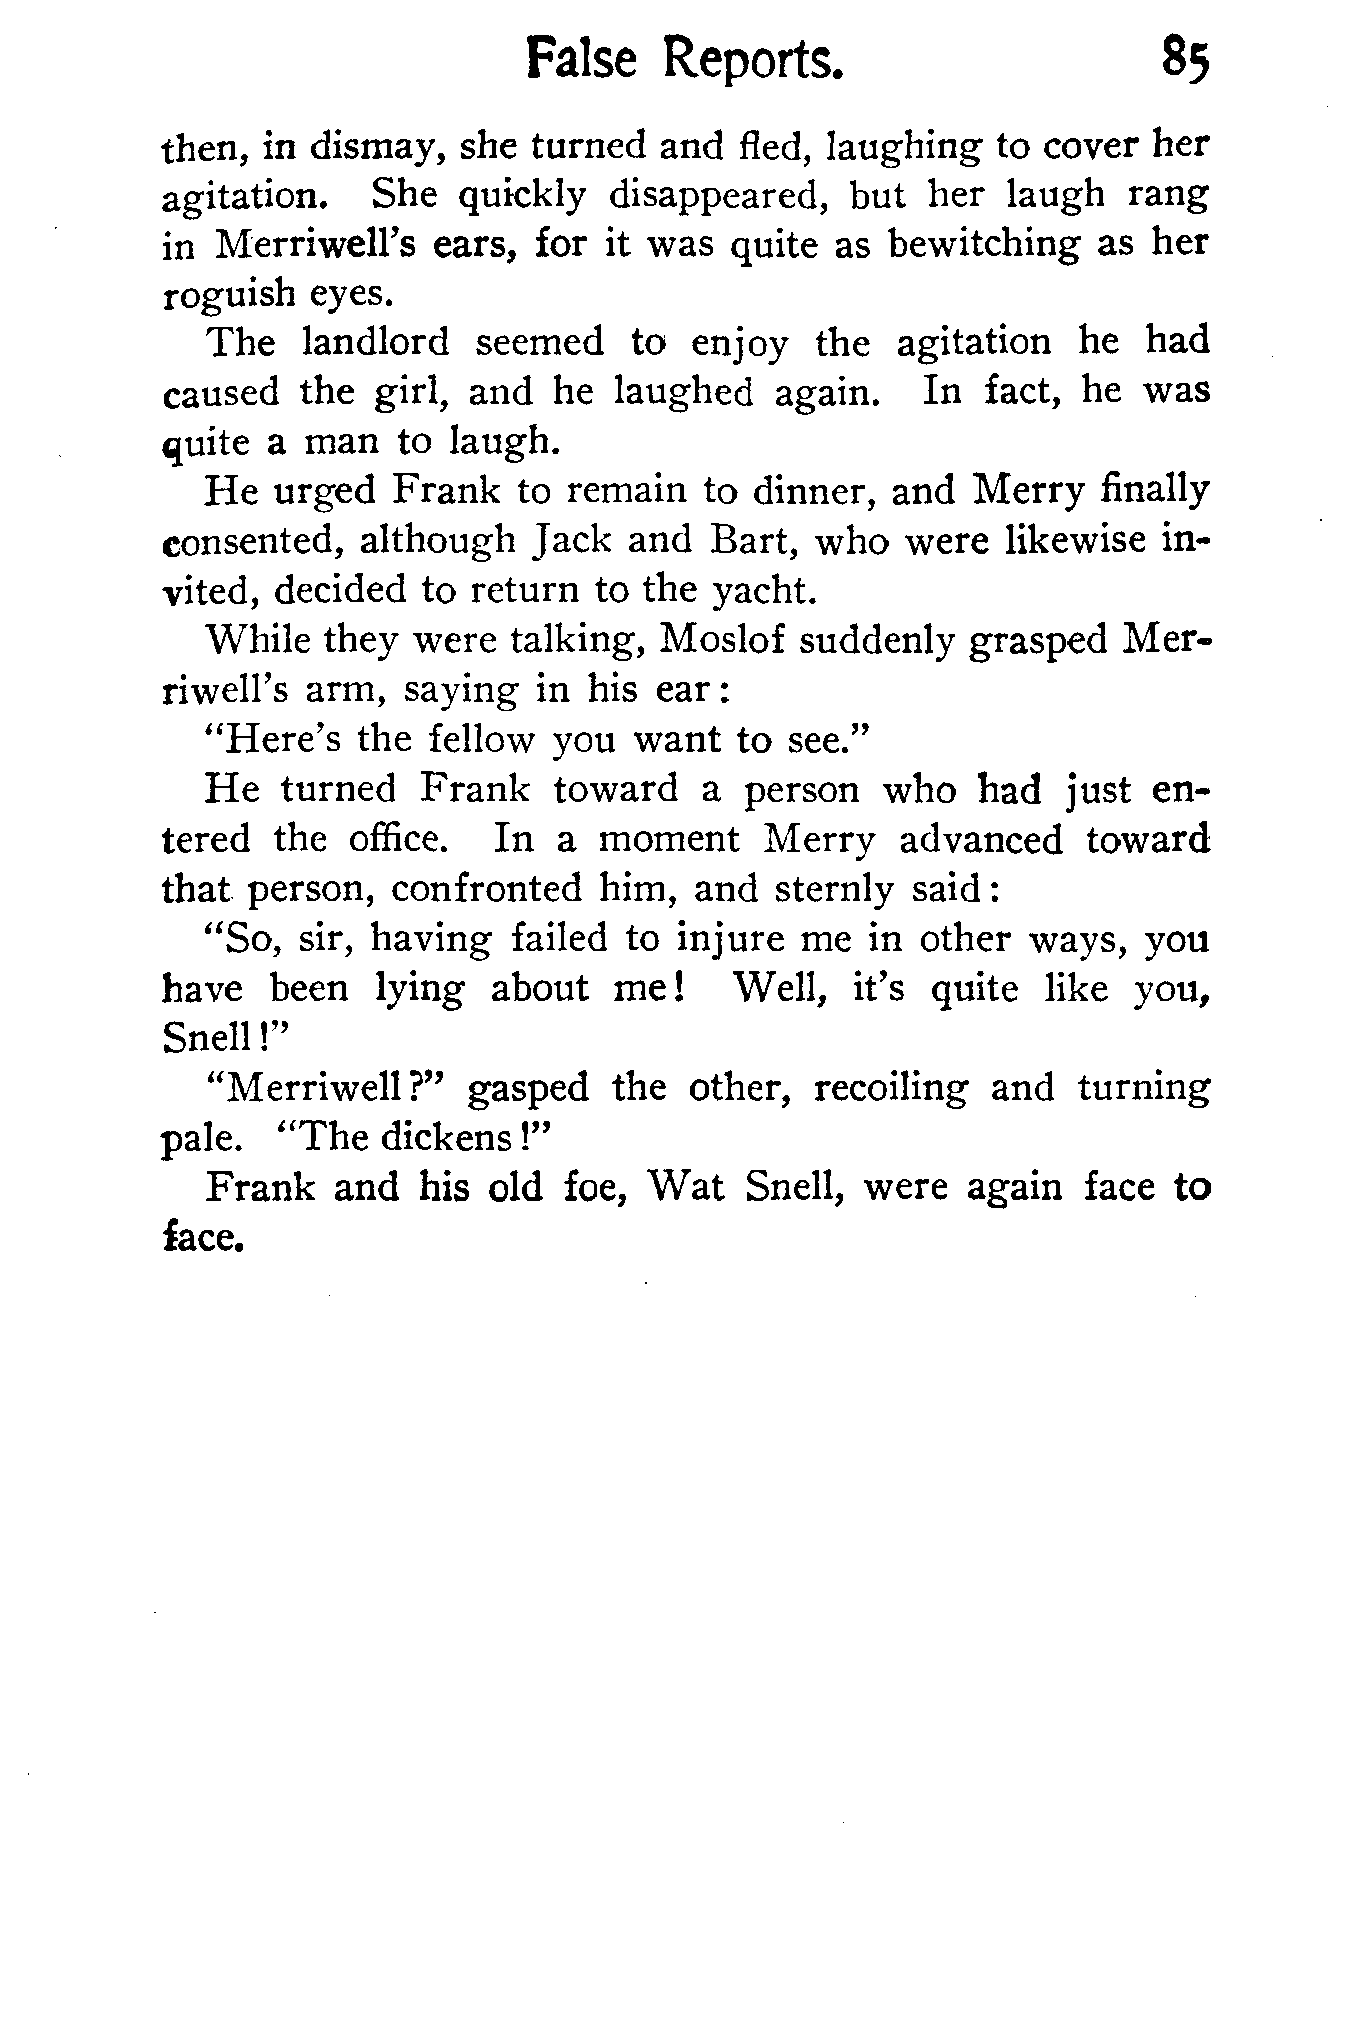 False Reports. 85
then, in dismay, she turned and fled, laughing to cover her
agitation. She quickly disappeared, but her laugh rang
in Merriwell's ears, for it was quite as bewitching as her
roguish eyes.
The landlord seemed to enjoy the agitation he had
caused the girl, and he laughed again. In fact, he was
quite a man to laugh.
He urged Frank to remain to dinner, and Merry finally
consented, although Jack and Bart, who were likewise in-
vited, decided to return to the yacht.
While they were talking, Moslof suddenly grasped Mer-
riwell's arm, saying in his ear:
"Here's the fellow you want to see."
He turned Frank toward a person who had just en-
tered the office. In a moment Merry advanced toward
that person, confronted him, and sternly said:
"So, sir, having failed to injure me in other ways, you
have been lying about me! Well, it's quite like you,
Snell!"
"Merriwell?" gasped the other, recoiling and turning
pale. "The dickens!"
Frank and his old foe, Wat Snell, were again face to
face.